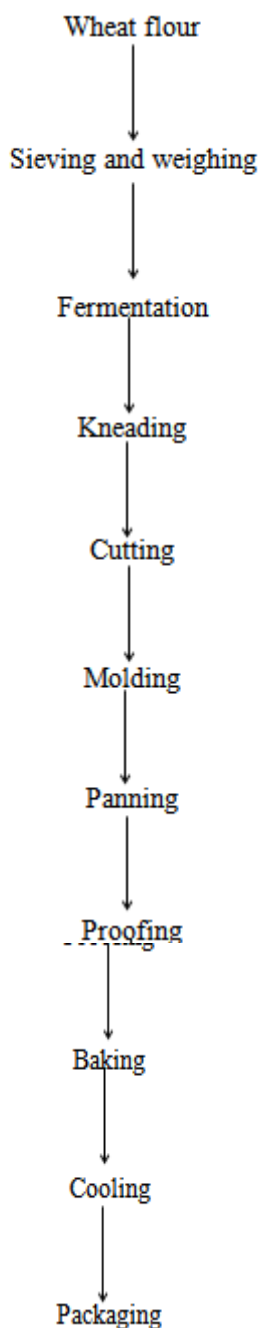 Wheat flour
Sieving and weighing
Fermentation
Kneading
Cutting
Molding
Panning
Proofing
Baking
Cooling
Packaging